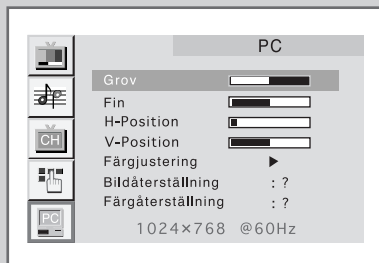 PC
Grov
Fin
H-Position
V-Position
Färgjustering
Bildåterställning : ?
Färgåterställning : ?
1024×768 @60Hz
CH
PC